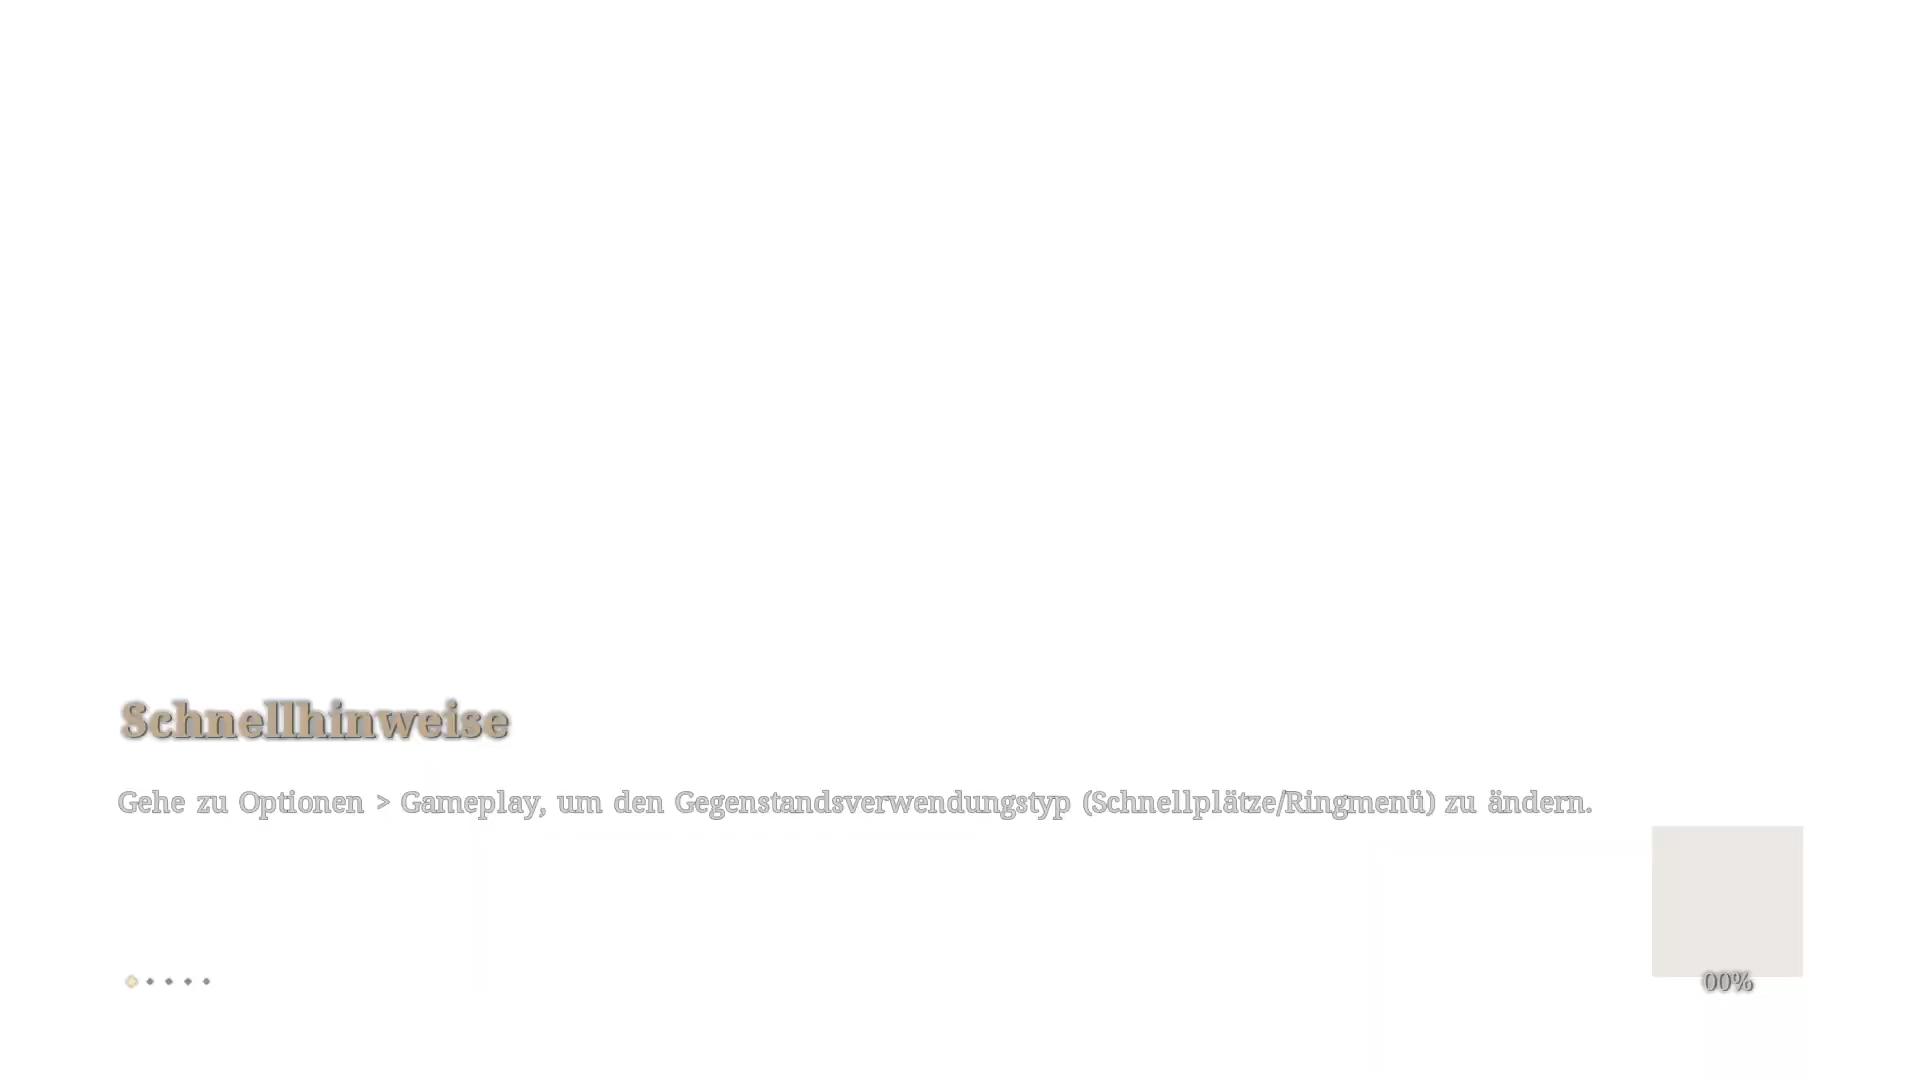 Schnellhinweise
Gehe zu Optionen > Gameplay, um den Gegenstandsverwendungstyp (Schnellplätze/Ringmenü) zu ändern.
00%